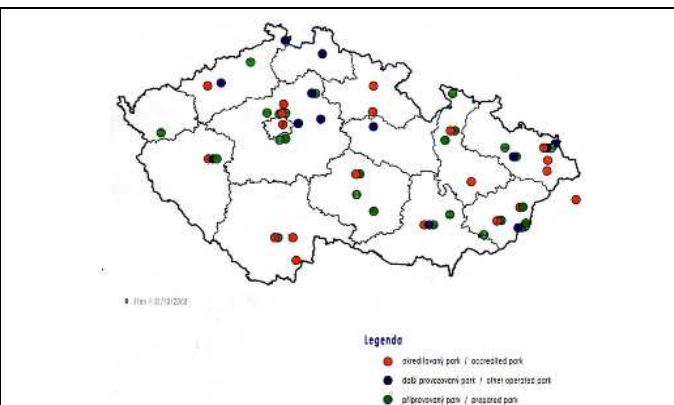 Legenda
akreditovaný park / accredited park
další provozovaný park / other operated park
připravovaný park / prepared park